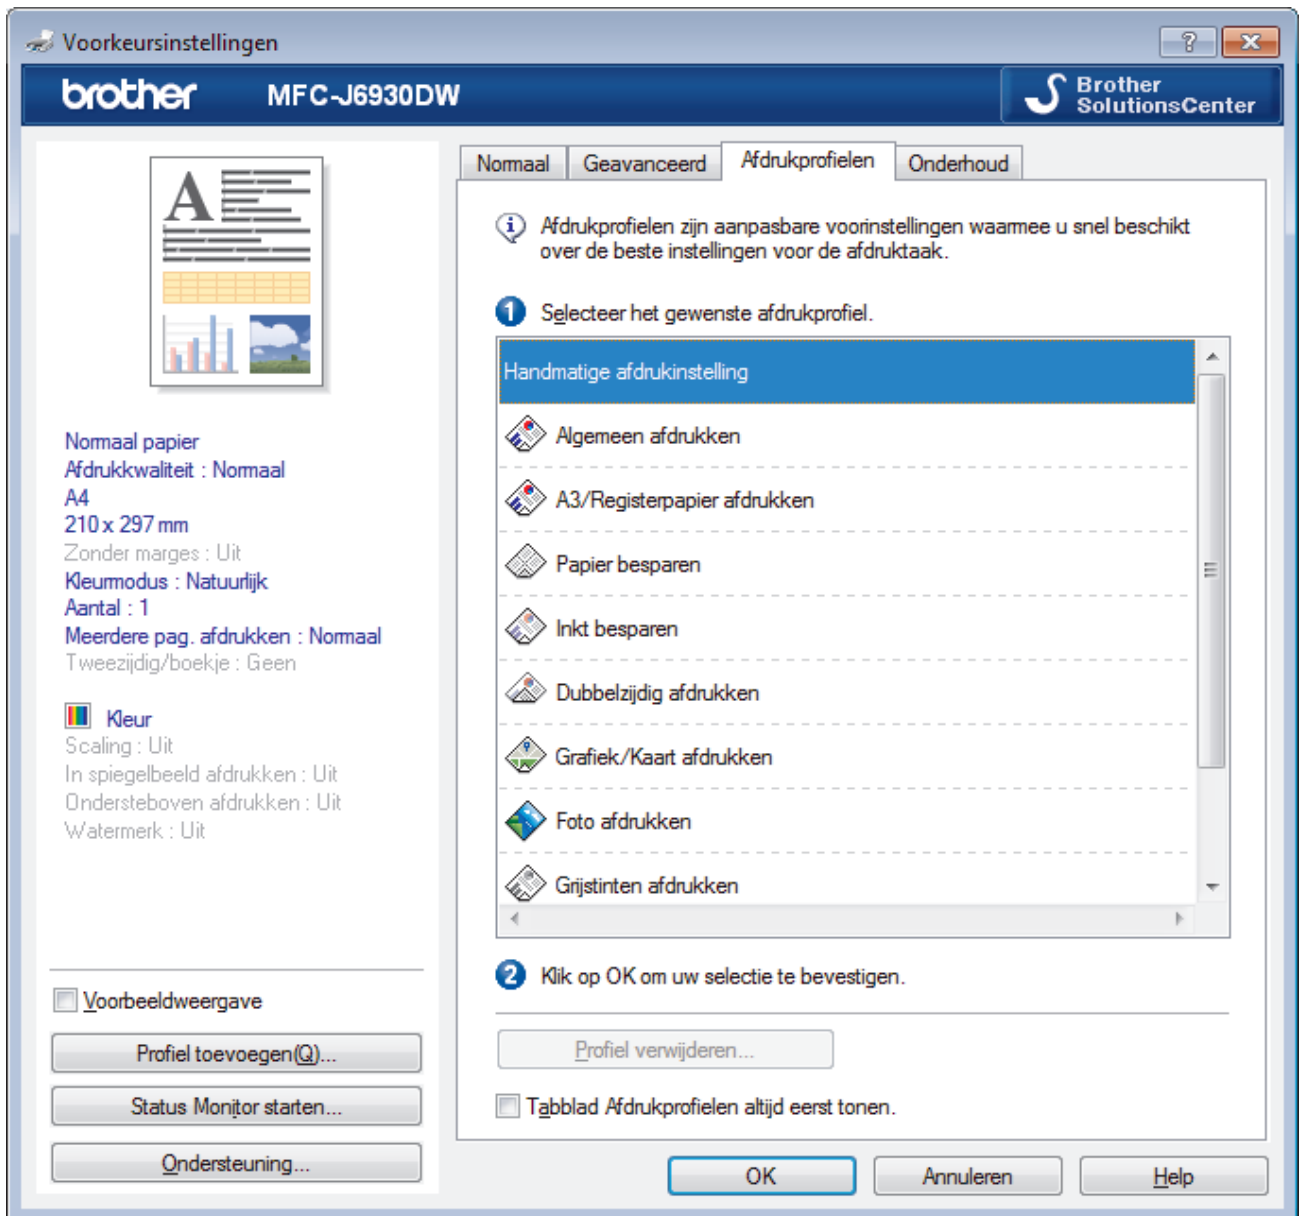 Voorkeursinstellingen
?
brother MFC-J6930DW
Brother
SolutionsCenter
A
Normaal papier
Afdrukkwaliteit : Normaal
A4
210 x 297 mm
Zonder marges : Uit
Kleurmodus : Natuurlijk
Aantal : 1
Meerdere pag. afdrukken : Normaal
Tweezijdig/boekje : Geen
Kleur
Scaling : Uit
In spiegelbeeld afdrukken : Uit
Ondersteboven afdrukken : Uit
Watermerk : Uit
Voorbeeldweergave
Profiel toevoegen(Q)...
Status Monitor starten...
Ondersteuning...
Normaal Geavanceerd Afdrukprofielen Onderhoud
Afdrukprofielen zijn aanpasbare voorinstellingen waarmee u snel beschikt
over de beste instellingen voor de afdruktaak.
1 Selecteer het gewenste afdrukprofiel.
Handmatige afdrukinstelling
Algemeen afdrukken
A3/Registerpapier afdrukken
Papier besparen
Inkt besparen
Dubbelzijdig afdrukken
Grafiek/Kaart afdrukken
Foto afdrukken
Grijstinten afdrukken
2 Klik op OK om uw selectie te bevestigen.
Profiel verwijderen...
Tabblad Afdrukprofielen altijd eerst tonen.
OK Annuleren Help